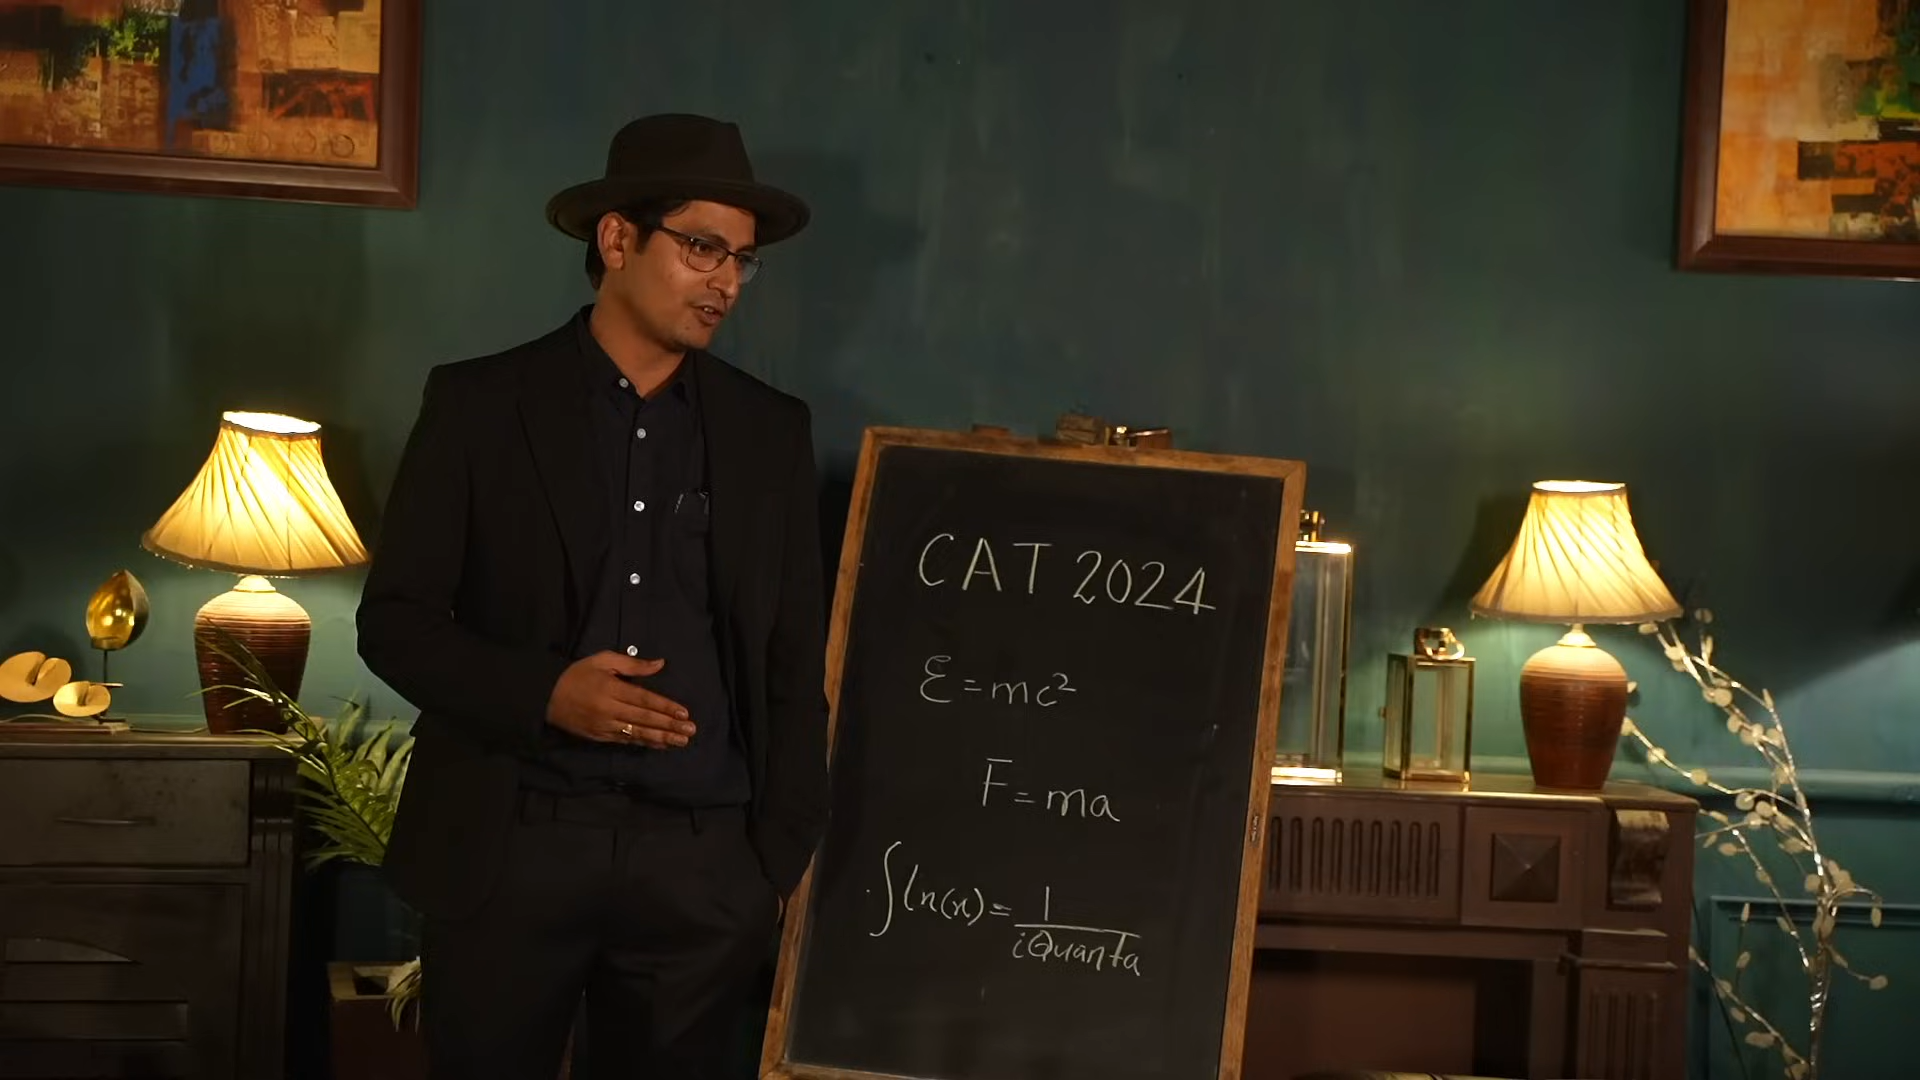 CAT 2024
E=mc²
F=ma
∫ln(x)=1/iQuanta